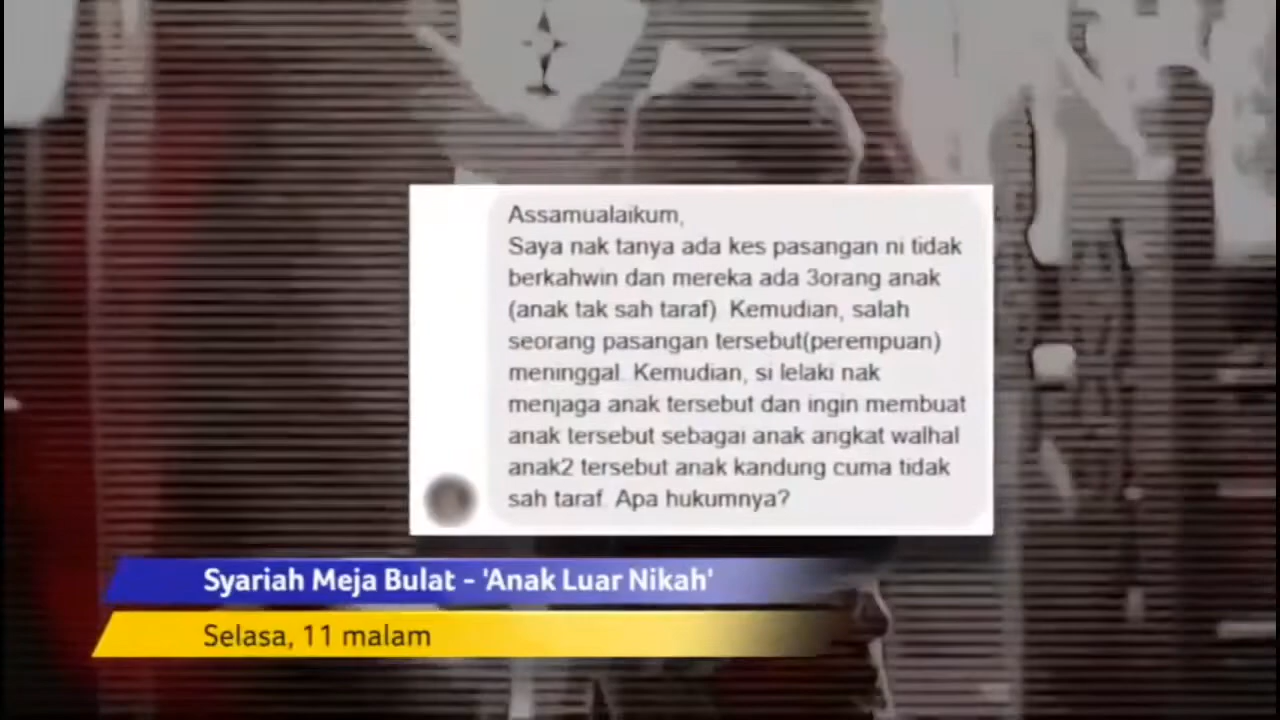 Assamualaikum,
Saya nak tanya ada kes pasangan ni tidak
berkahwin dan mereka ada 3orang anak
(anak tak sah taraf). Kemudian, salah
seorang pasangan tersebut(perempuan)
meninggal. Kemudian, si lelaki nak
menjaga anak tersebut dan ingin membuat
anak tersebut sebagai anak angkat walhal
anak2 tersebut anak kandung cuma tidak
sah taraf. Apa hukumnya?
Syariah Meja Bulat - 'Anak Luar Nikah'
Selasa, 11 malam